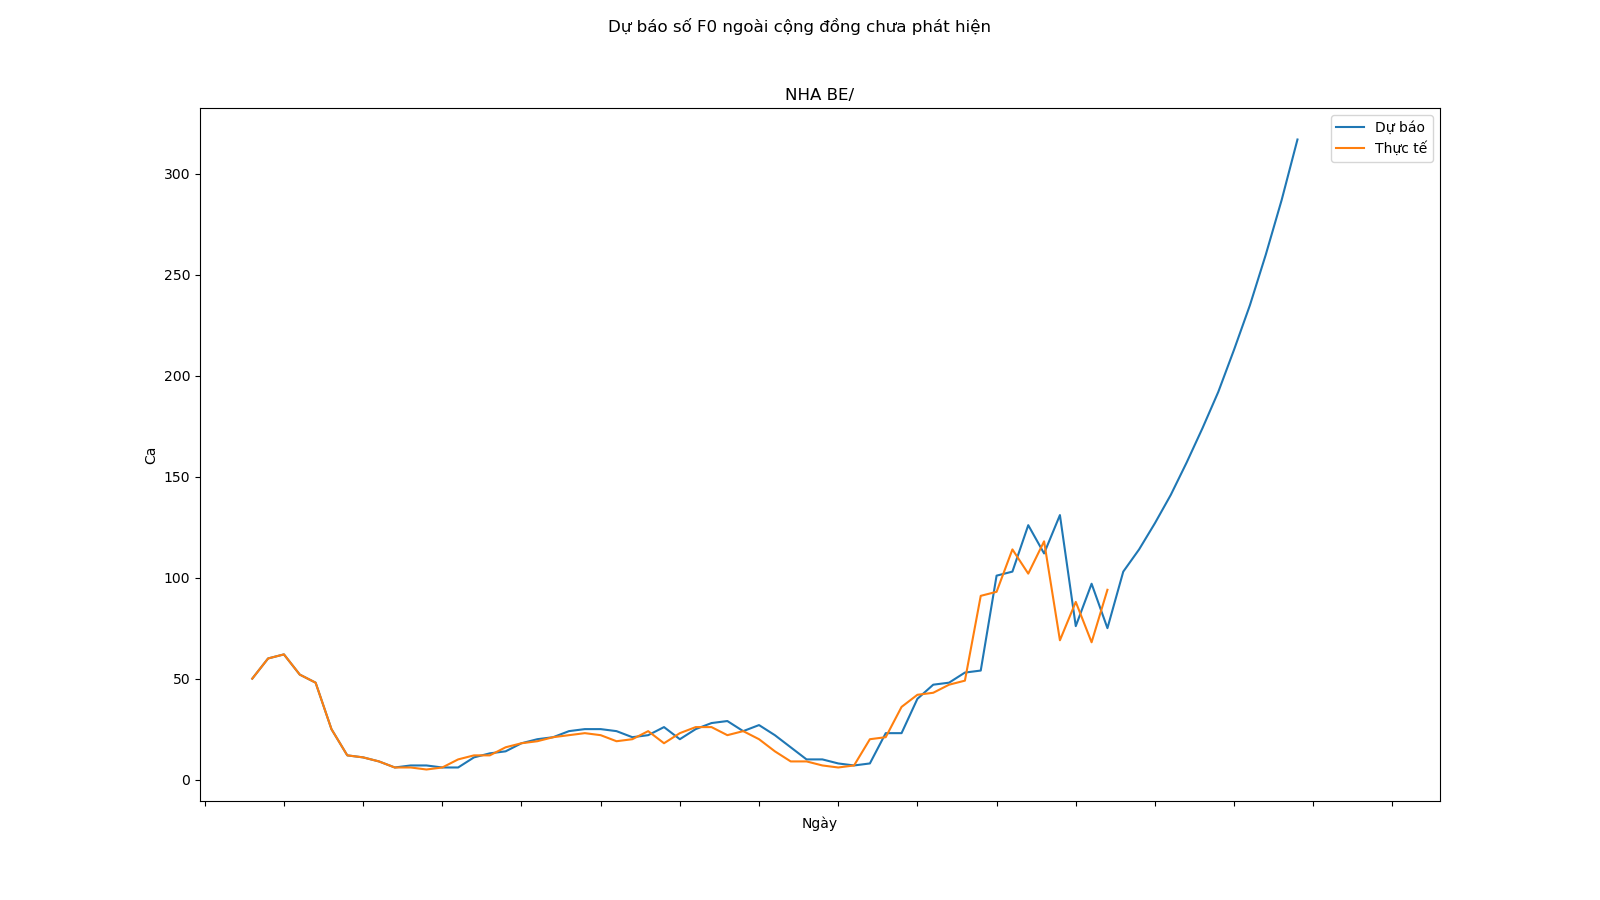 Dự báo số F0 ngoài cộng đồng chưa phát hiện
NHA BE/
Dự báo
Thực tế
300
250
200
150
100
50
0
Ca
Ngày